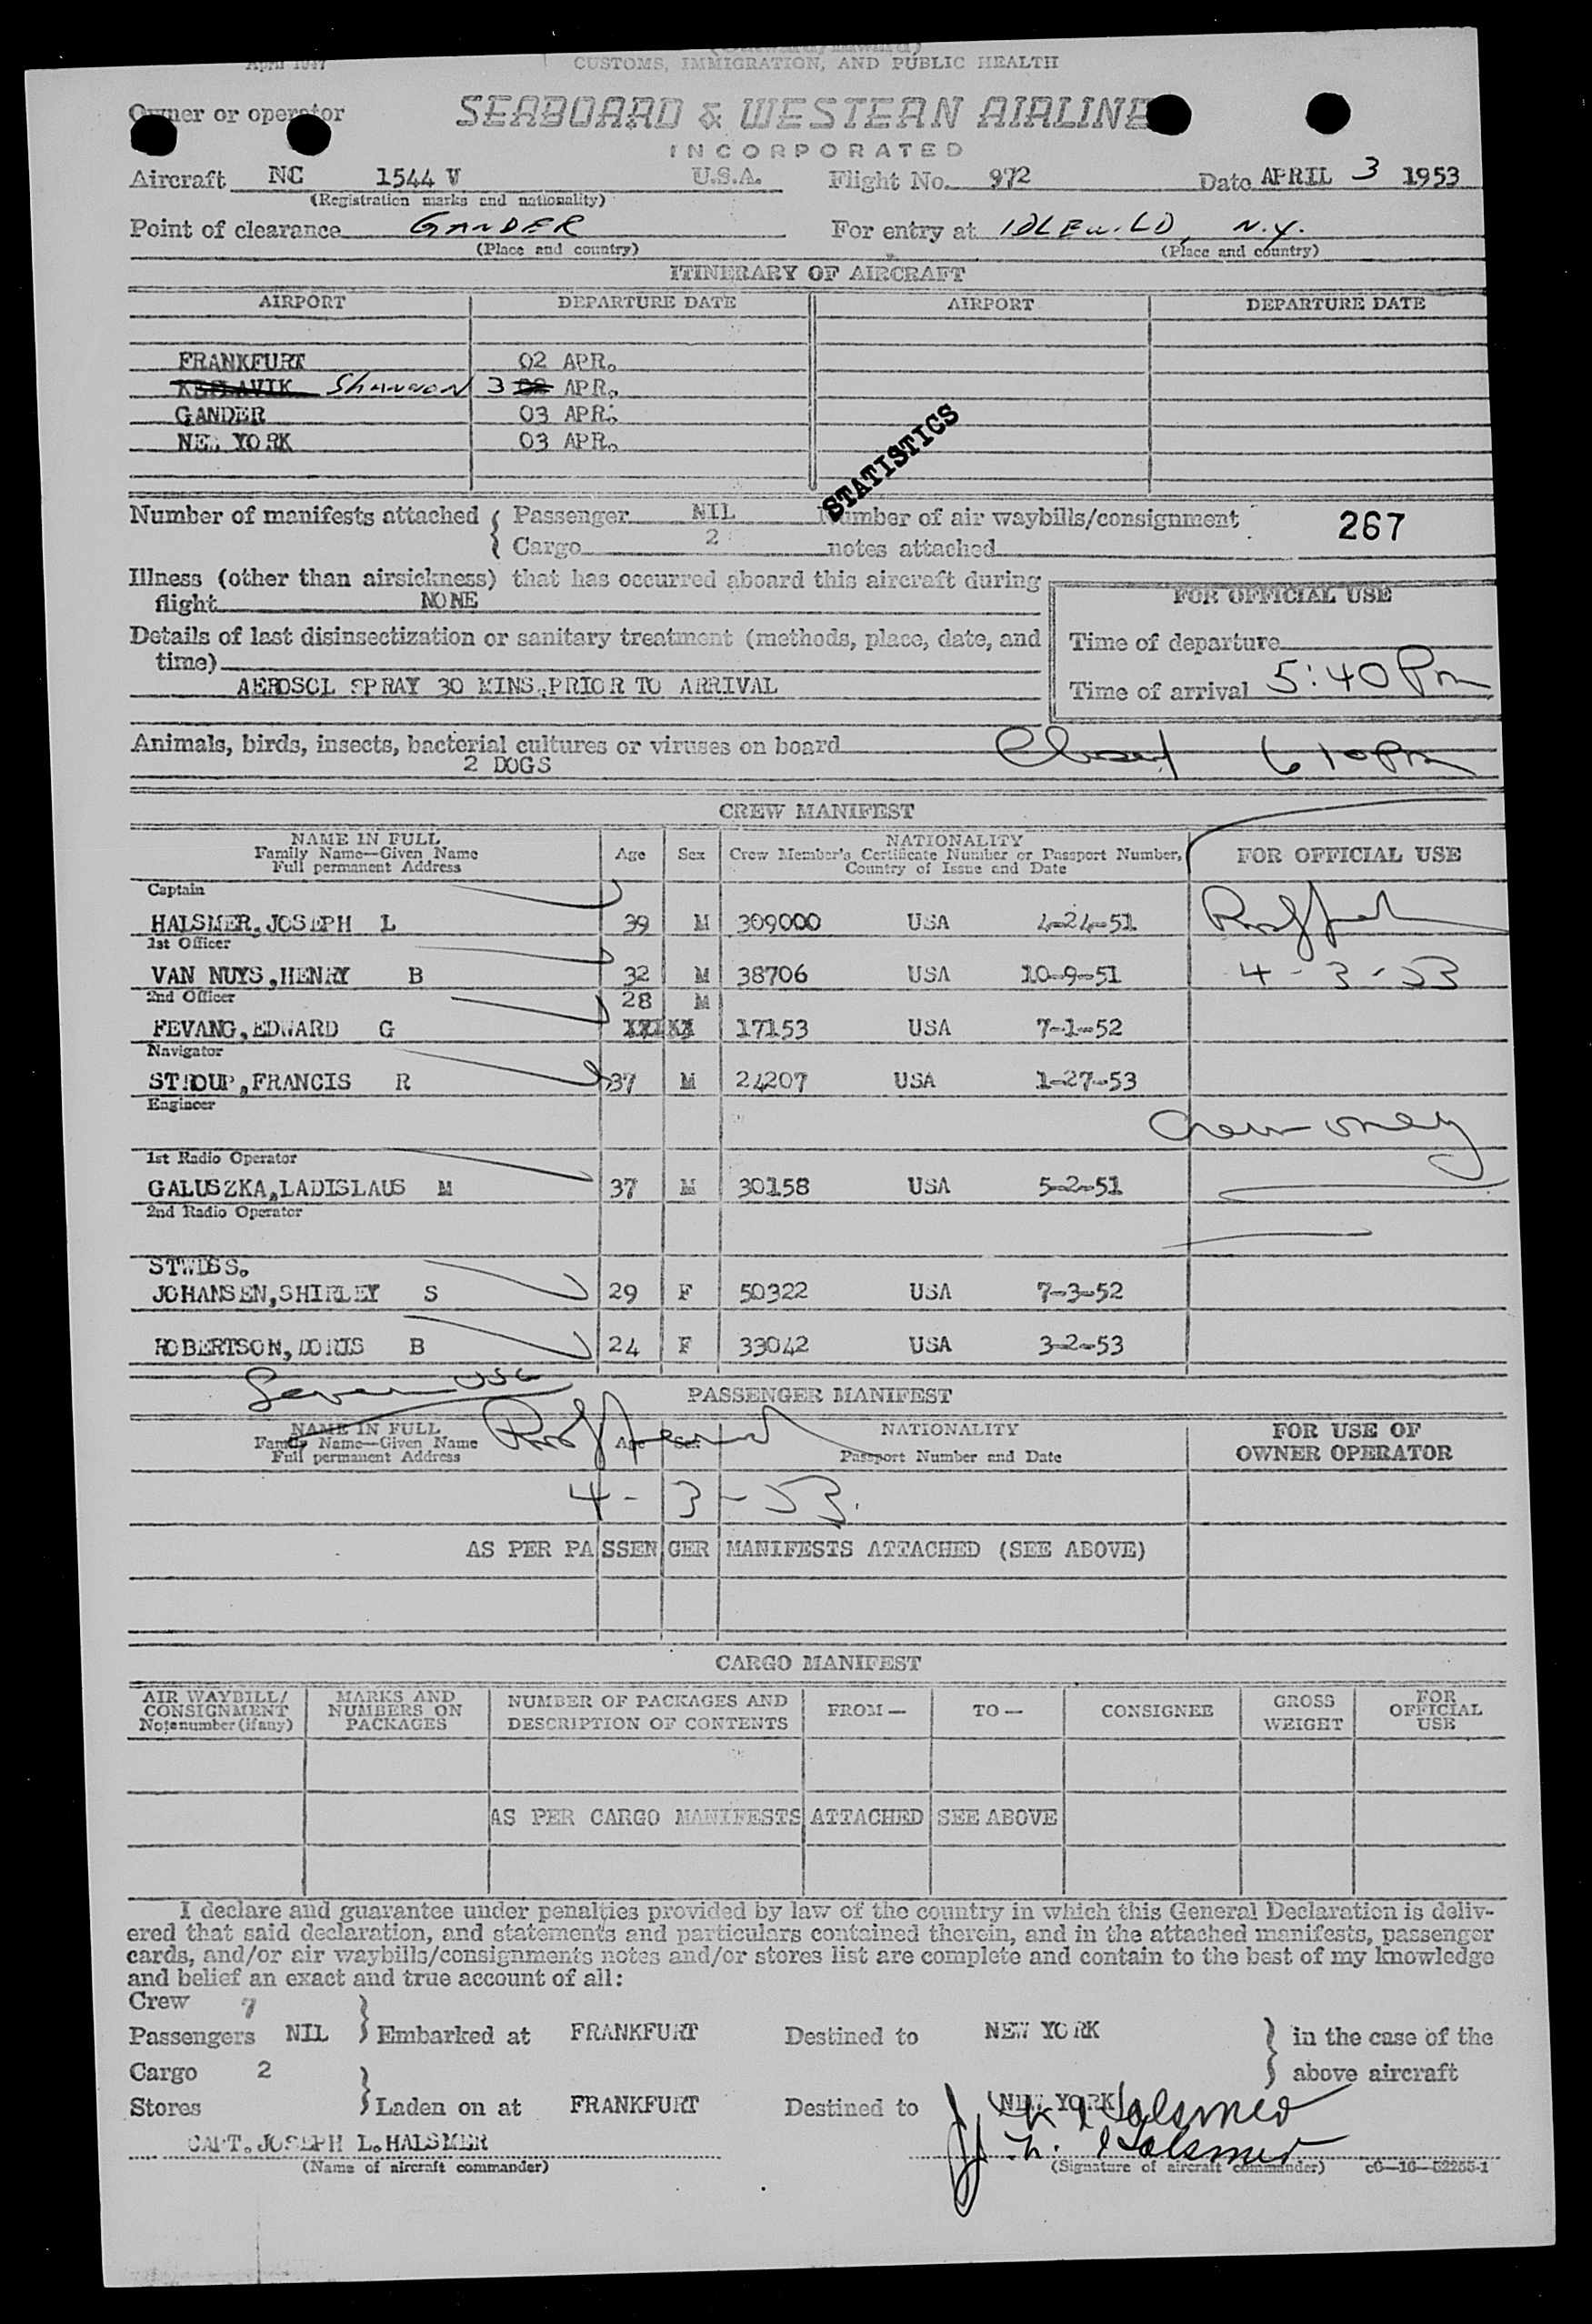 April 1947
(Outward/Inward)
CUSTOMS, IMMIGRATION, AND PUBLIC HEALTH
Owner or operator SEABOARD & WESTERN AIRLINE
INCORPORATED
Aircraft NC 1544 V U.S.A. Flight No. 972 Date APRIL 3 1953
(Registration marks and nationality)
Point of clearance GANDER For entry at IDLEWILD, N.Y.
(Place and country) (Place and country)
ITINERARY OF AIRCRAFT
AIRPORT DEPARTURE DATE AIRPORT DEPARTURE DATE
FRANKFURT 02 APR.
KEFLAVIK SHANNON 3 02 APR.
GANDER 03 APR.
NEW YORK 03 APR.
STATISTICS
Number of manifests attached { Passenger NIL Number of air waybills/consignment 267
Cargo 2 notes attached
Illness (other than airsickness) that has occurred aboard this aircraft during
flight NONE
FOR OFFICIAL USE
Details of last disinsectization or sanitary treatment (methods, place, date, and
time)
Time of departure
AEROSOL SPRAY 30 MINS.PRIOR TO ARRIVAL
Time of arrival 5:40 Pm
Animals, birds, insects, bacterial cultures or viruses on board
2 DOGS
Closed 6 10 Pm
CREW MANIFEST
NAME IN FULL
Family Name—Given Name
Full permanent Address
Age Sex
NATIONALITY
Crew Member's Certificate Number or Passport Number,
Country of Issue and Date
FOR OFFICIAL USE
Captain
HALSMER,JOSEPH L 39 M 309000 USA 4-24-51
1st Officer
VAN NUYS,HENRY B 32 M 38706 USA 10-9-51 4-3-53
2nd Officer 28 M
FEVANG,EDWARD G 17153 USA 7-1-52
Navigator
STROUP,FRANCIS R 37 M 24207 USA 1-27-53
Engineer
Crew only
1st Radio Operator
GALUSZKA,LADISLAUS M 37 M 30158 USA 5-2-51
2nd Radio Operator
STWDSS.
JOHANSEN,SHIRLEY S 29 F 50322 USA 7-3-52
ROBERTSON,DORIS B 24 F 33042 USA 3-2-53
Seven USC
PASSENGER MANIFEST
NAME IN FULL
Family Name—Given Name
Full permanent Address
Age Sex
NATIONALITY
Passport Number and Date
FOR USE OF
OWNER OPERATOR
4-3-53.
AS PER PASSENGER MANIFESTS ATTACHED (SEE ABOVE)
CARGO MANIFEST
AIR WAYBILL/
CONSIGNMENT
Note number (if any)
MARKS AND
NUMBERS ON
PACKAGES
NUMBER OF PACKAGES AND
DESCRIPTION OF CONTENTS
FROM—
TO—
CONSIGNEE
GROSS
WEIGHT
FOR
OFFICIAL
USE
AS PER CARGO MANIFESTS ATTACHED SEE ABOVE
I declare and guarantee under penalties provided by law of the country in which this General Declaration is deliv-
ered that said declaration, and statements and particulars contained therein, and in the attached manifests, passenger
cards, and/or air waybills/consignments notes and/or stores list are complete and contain to the best of my knowledge
and belief an exact and true account of all:
Crew 7
Passengers NIL } Embarked at FRANKFURT Destined to NEW YORK } in the case of the
Cargo 2 above aircraft
Stores } Laden on at FRANKFURT Destined to NEW YORK
J. L. Halsmer
CAPT.JOSEPH L.HALSMER J. L. Halsmer
(Name of aircraft commander) (Signature of aircraft commander) c6—16—52255-1